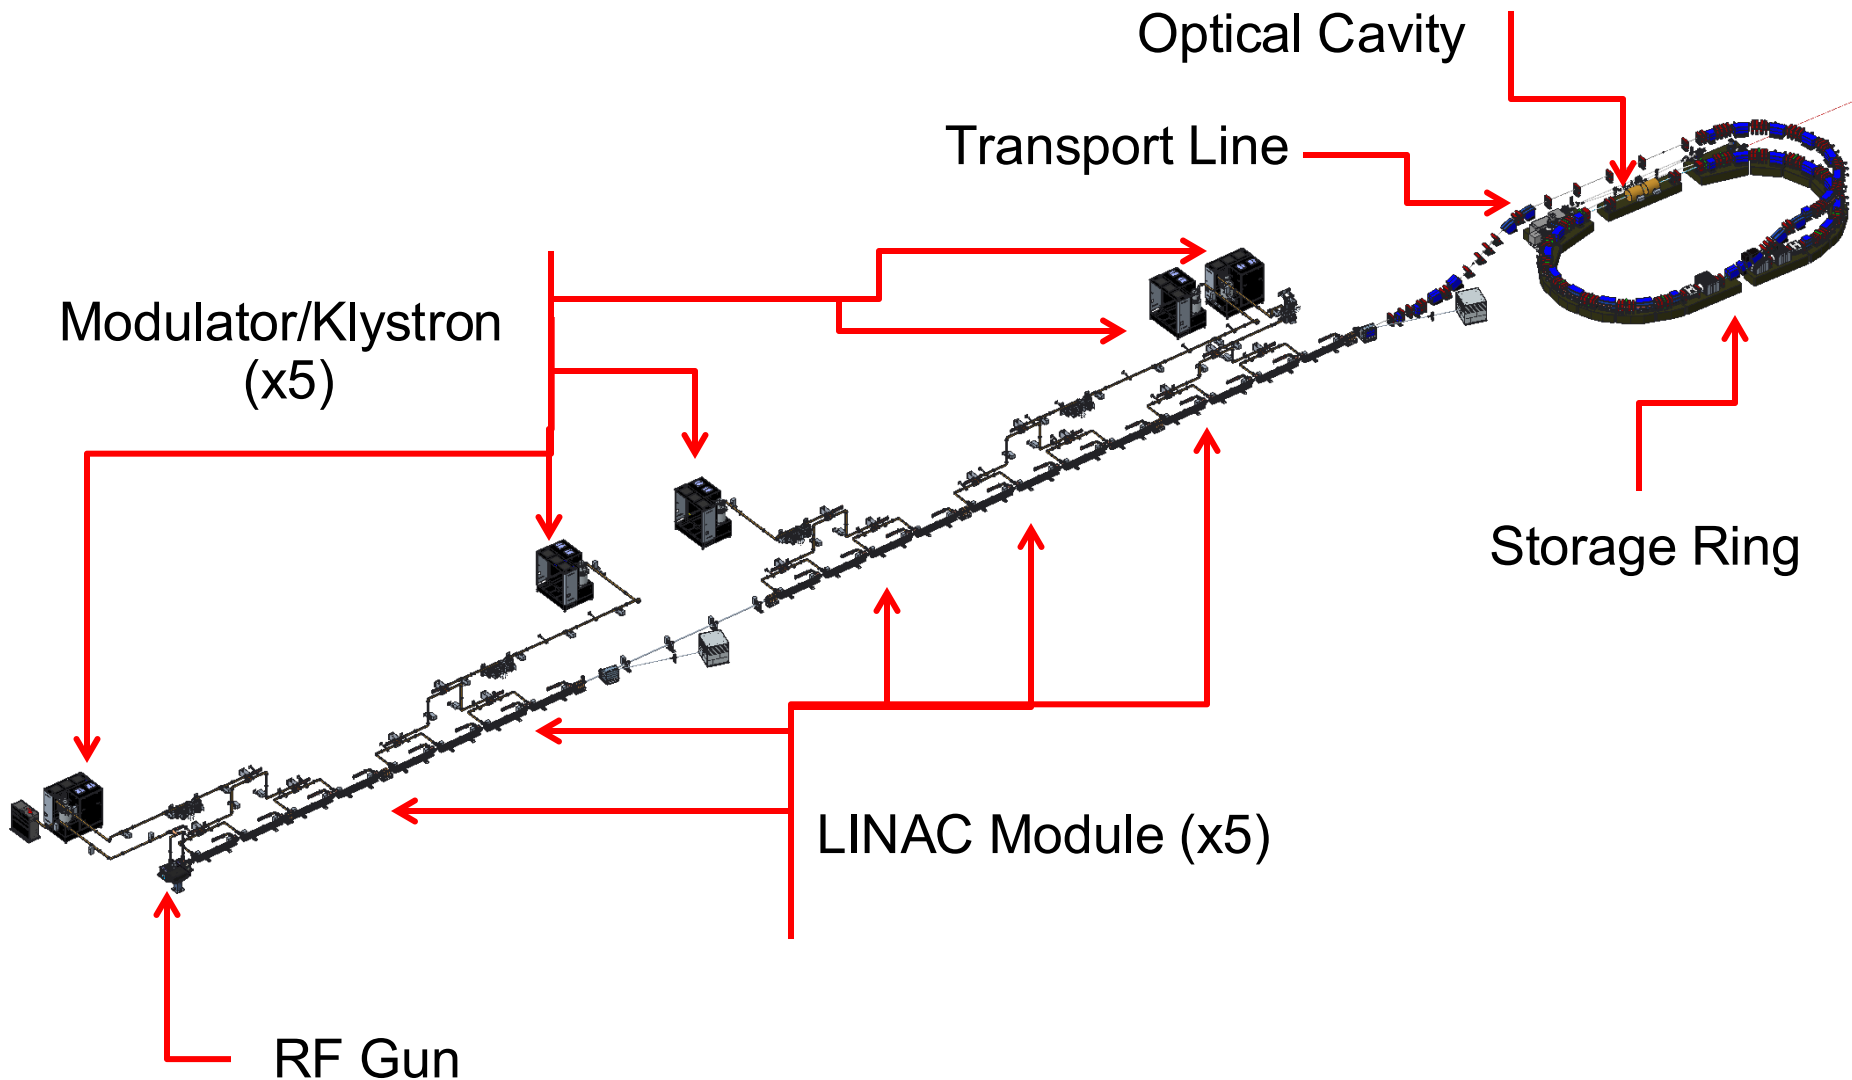 Optical Cavity
Transport Line
Modulator/Klystron
(x5)
Storage Ring
LINAC Module (x5)
RF Gun